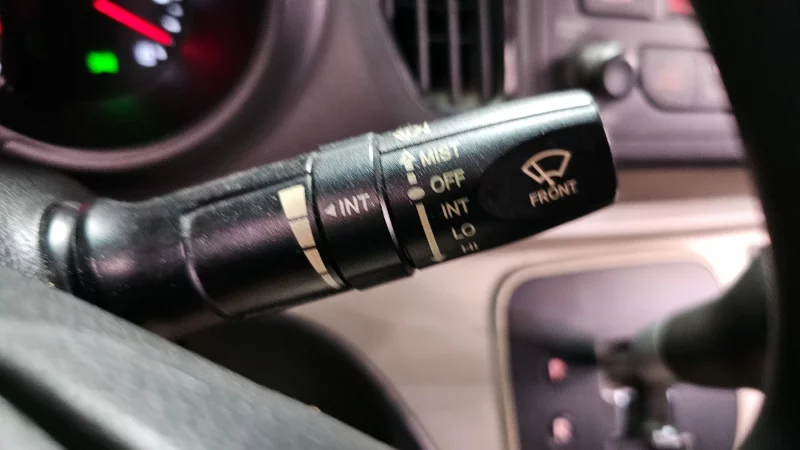 MIST
OFF
INT
LO
HI
INT
FRONT